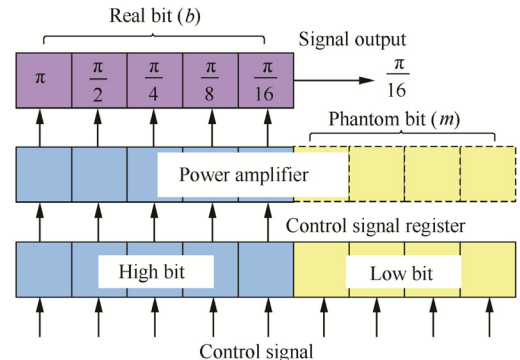 Real bit (b)
Signal output
π π/2 π/4 π/8 π/16
π/16
Phantom bit (m)
Power amplifier
Control signal register
High bit
Low bit
Control signal